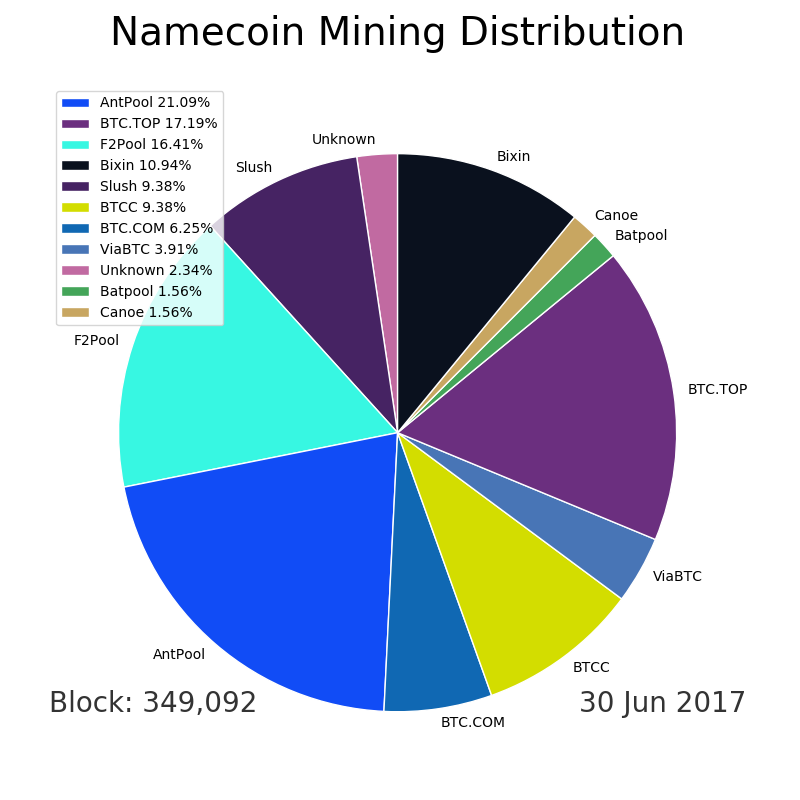 Namecoin Mining Distribution
AntPool 21.09%
BTC.TOP 17.19%
F2Pool 16.41%
Bixin 10.94%
Slush 9.38%
BTCC 9.38%
BTC.COM 6.25%
ViaBTC 3.91%
Unknown 2.34%
Batpool 1.56%
Canoe 1.56%
Unknown
Slush
Bixin
Canoe
Batpool
F2Pool
BTC.TOP
ViaBTC
AntPool
BTCC
BTC.COM
Block: 349,092
30 Jun 2017